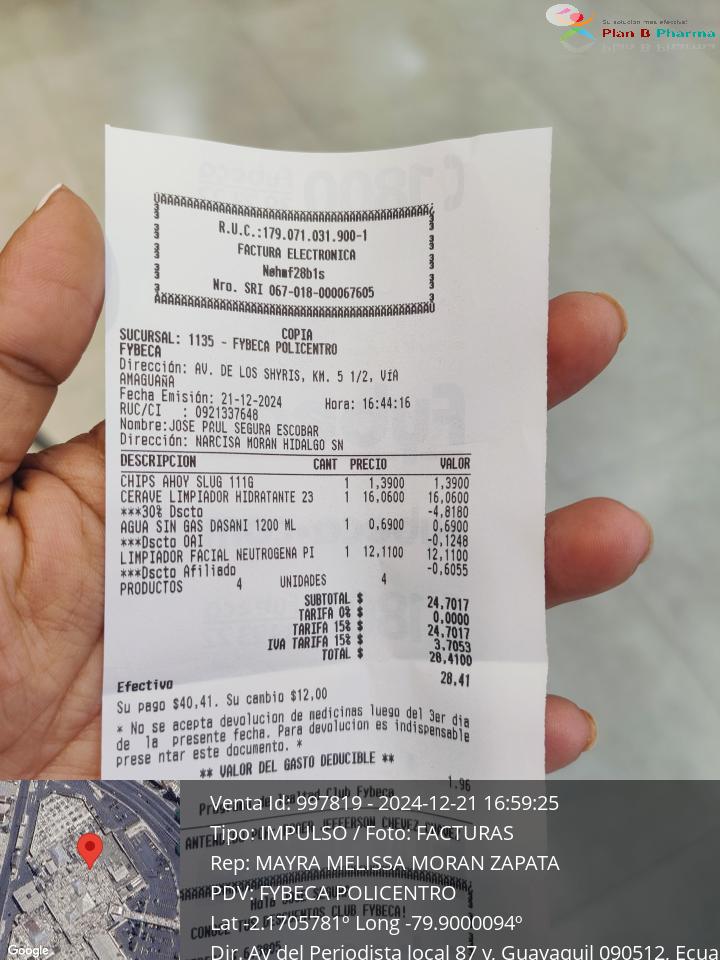 Su solucion mas efectiva!
Plan B Pharma
R.U.C.:179.071.031.900-1
FACTURA ELECTRONICA
Nøhmf28b1s
Nro. SRI 067-018-000067605
COPIA
SUCURSAL: 1135 - FYBECA POLICENTRO
FYBECA
Dirección: AV. DE LOS SHYRIS, KM. 5 1/2, VÍA
AMAGUAÑA
Fecha Emisión: 21-12-2024 Hora: 16:44:16
RUC/CI : 0921337648
Nombre:JOSE PAUL SEGURA ESCOBAR
Dirección: NARCISA MORAN HIDALGO SN
DESCRIPCION CANT PRECIO VALOR
CHIPS AHOY SLUG 111G 1 1,3900 1,3900
CERAVE LIMPIADOR HIDRATANTE 23 1 16,0600 16,0600
***30% Dscto -4,8180
AGUA SIN GAS DASANI 1200 ML 1 0,6900 0,6900
***Dscto OAI -0,1248
LIMPIADOR FACIAL NEUTROGENA PI 1 12,1100 12,1100
***Dscto Afiliado -0,6055
PRODUCTOS 4 UNIDADES 4
SUBTOTAL $ 24,7017
TARIFA 0% $ 0,0000
TARIFA 15% $ 24,7017
IVA TARIFA 15% $ 3,7053
TOTAL $ 28,4100
Efectivo 28,41
Su pago $40,41. Su cambio $12,00
* No se acepta devolucion de medicinas luego del 3er dia
de la presente fecha. Para devolucion es indispensable
prese ntar este documento. *
** VALOR DEL GASTO DEDUCIBLE **
1.96
Club Fybeca
JEFFERSON CHEVEZ
CLUB FYBECA!
Venta Id: 997819 - 2024-12-21 16:59:25
Tipo: IMPULSO / Foto: FACTURAS
Rep: MAYRA MELISSA MORAN ZAPATA
PDV: FYBECA POLICENTRO
Lat -2.1705781º Long -79.9000094º
Dir. Av del Periodista local 87 y, Guayaquil 090512, Ecua
Google